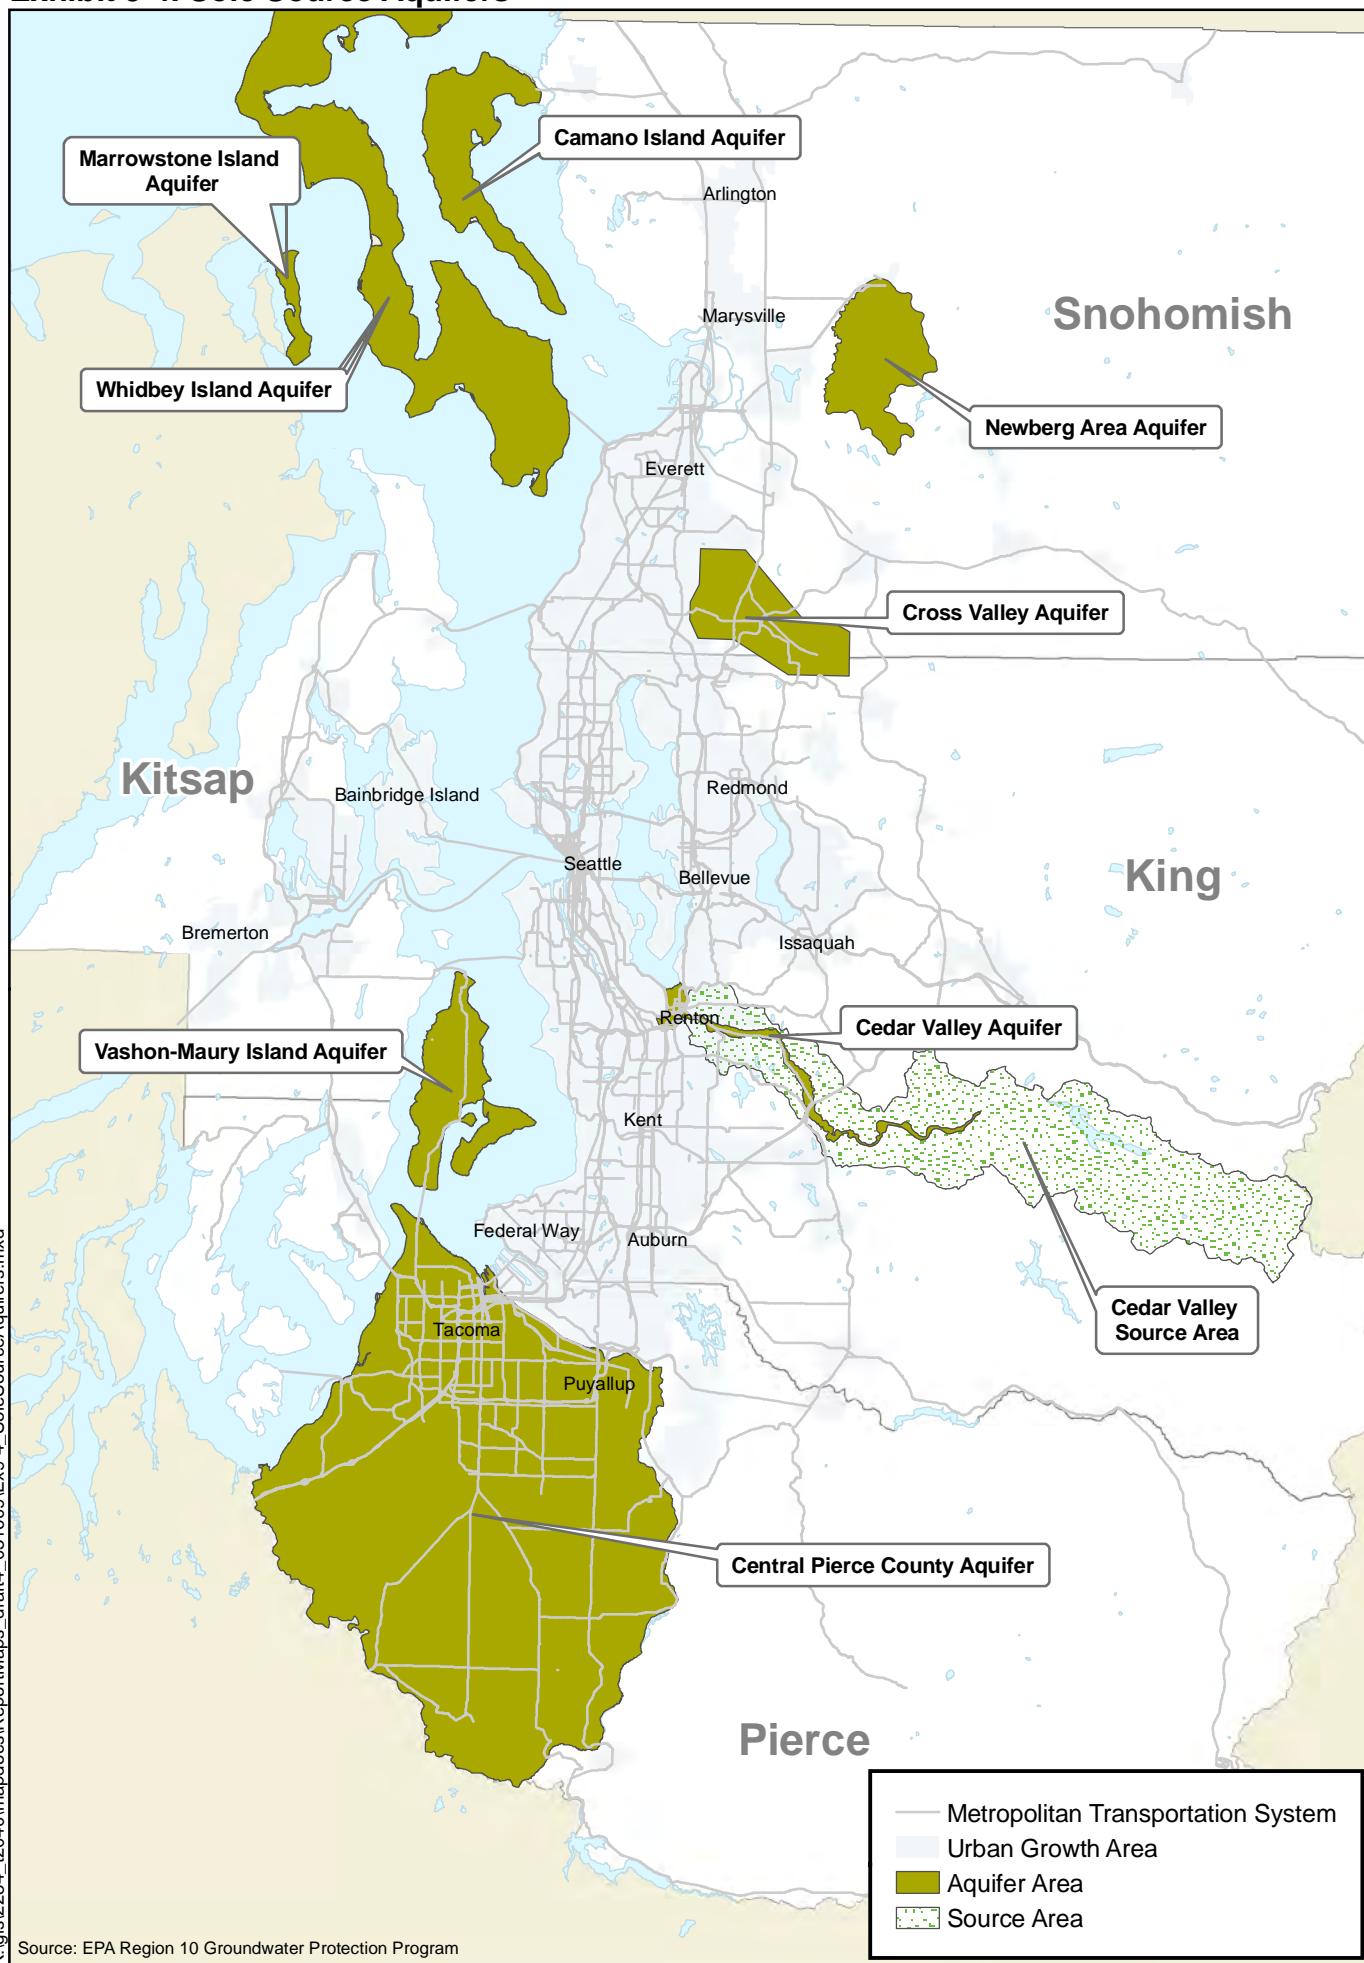 Marrowstone Island
Aquifer
Camano Island Aquifer
Arlington
Snohomish
Marysville
Whidbey Island Aquifer
Newberg Area Aquifer
Everett
Cross Valley Aquifer
Kitsap
Bainbridge Island
Redmond
Seattle
Bellevue
King
Bremerton
Issaquah
Renton
Cedar Valley Aquifer
Vashon-Maury Island Aquifer
Kent
Federal Way
Auburn
Cedar Valley
Source Area
Tacoma
Puyallup
Central Pierce County Aquifer
Pierce
Metropolitan Transportation System
Urban Growth Area
Aquifer Area
Source Area
Source: EPA Region 10 Groundwater Protection Program